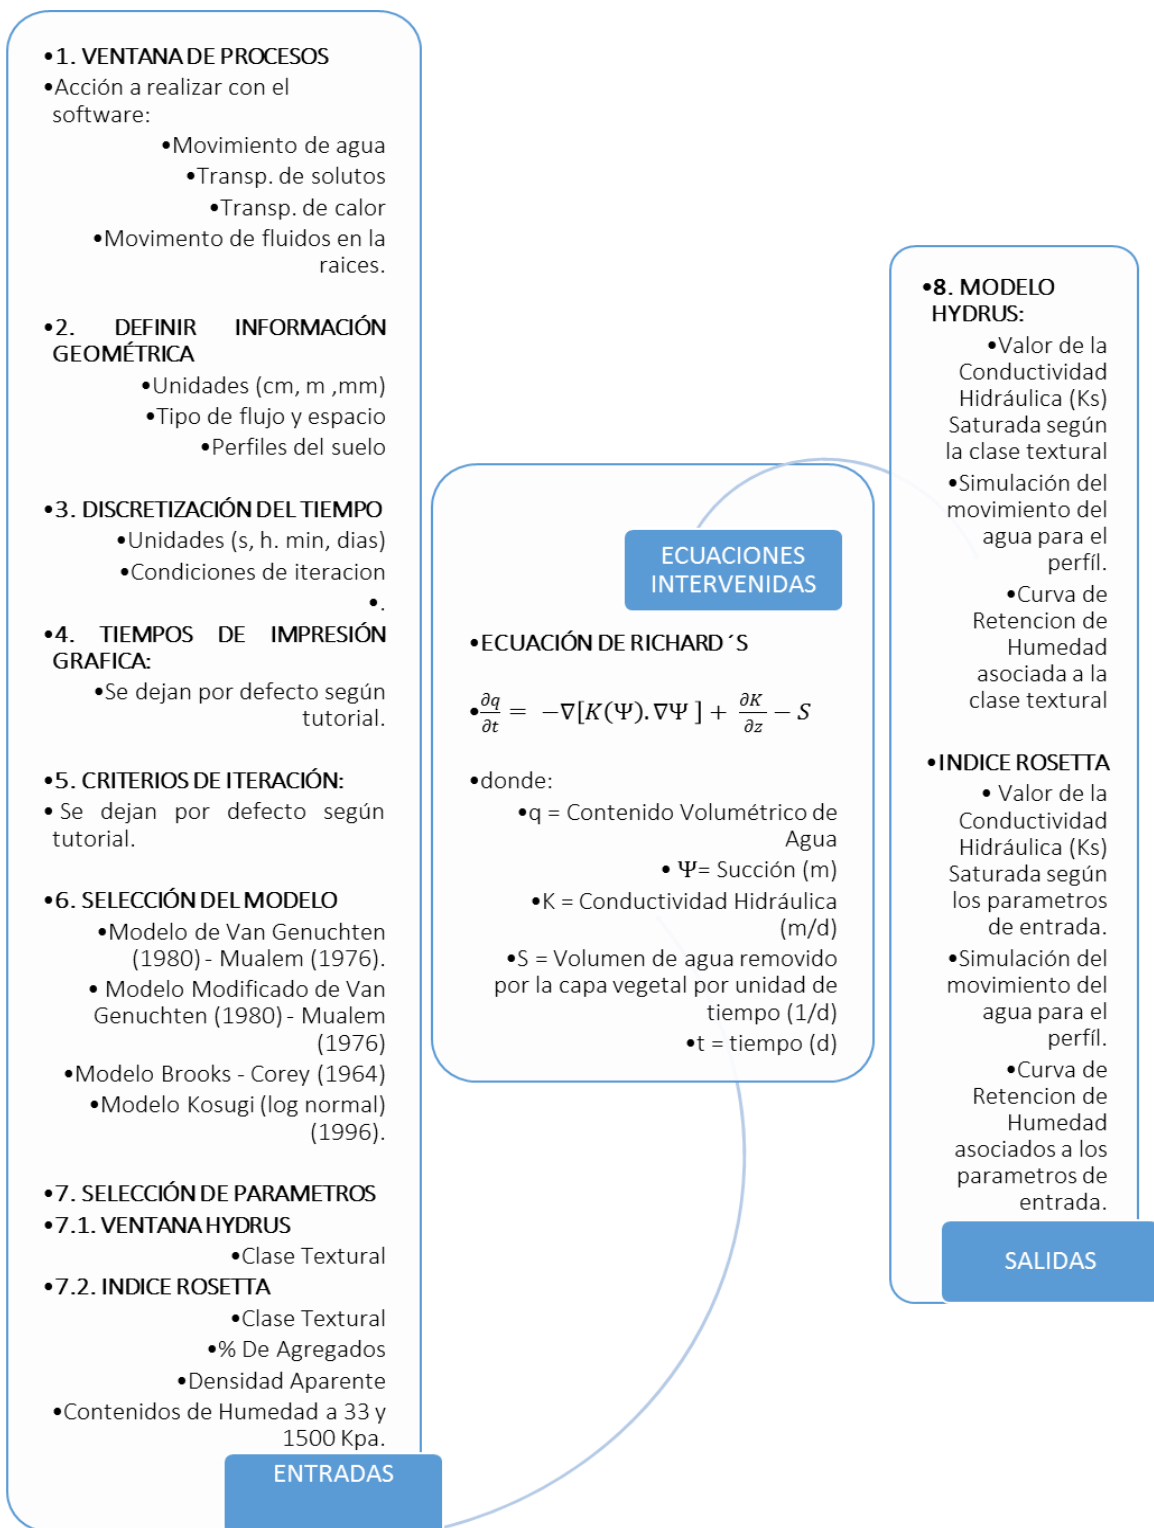 •1. VENTANA DE PROCESOS
•Acción a realizar con el
software:
•Movimiento de agua
•Transp. de solutos
•Transp. de calor
•Movimento de fluidos en la
raices.
•2. DEFINIR INFORMACIÓN
GEOMÉTRICA
•Unidades (cm, m ,mm)
•Tipo de flujo y espacio
•Perfiles del suelo
•3. DISCRETIZACIÓN DEL TIEMPO
•Unidades (s, h. min, dias)
•Condiciones de iteracion
•.
•4. TIEMPOS DE IMPRESIÓN
GRAFICA:
•Se dejan por defecto según
tutorial.
•5. CRITERIOS DE ITERACIÓN:
• Se dejan por defecto según
tutorial.
•6. SELECCIÓN DEL MODELO
•Modelo de Van Genuchten
(1980) - Mualem (1976).
• Modelo Modificado de Van
Genuchten (1980) - Mualem
(1976)
•Modelo Brooks - Corey (1964)
•Modelo Kosugi (log normal)
(1996).
•7. SELECCIÓN DE PARAMETROS
•7.1. VENTANA HYDRUS
•Clase Textural
•7.2. INDICE ROSETTA
•Clase Textural
•% De Agregados
•Densidad Aparente
•Contenidos de Humedad a 33 y
1500 Kpa.
ENTRADAS
ECUACIONES
INTERVENIDAS
•ECUACIÓN DE RICHARD´S
•∂q/∂t = −∇[K(Ψ).∇Ψ ] + ∂K/∂z − S
•donde:
•q = Contenido Volumétrico de
Agua
• Ψ= Succión (m)
•K = Conductividad Hidráulica
(m/d)
•S = Volumen de agua removido
por la capa vegetal por unidad de
tiempo (1/d)
•t = tiempo (d)
•8. MODELO
HYDRUS:
•Valor de la
Conductividad
Hidráulica (Ks)
Saturada según
la clase textural
•Simulación del
movimiento del
agua para el
perfíl.
•Curva de
Retencion de
Humedad
asociada a la
clase textural
•INDICE ROSETTA
• Valor de la
Conductividad
Hidráulica (Ks)
Saturada según
los parametros
de entrada.
•Simulación del
movimiento del
agua para el
perfíl.
•Curva de
Retencion de
Humedad
asociados a los
parametros de
entrada.
SALIDAS